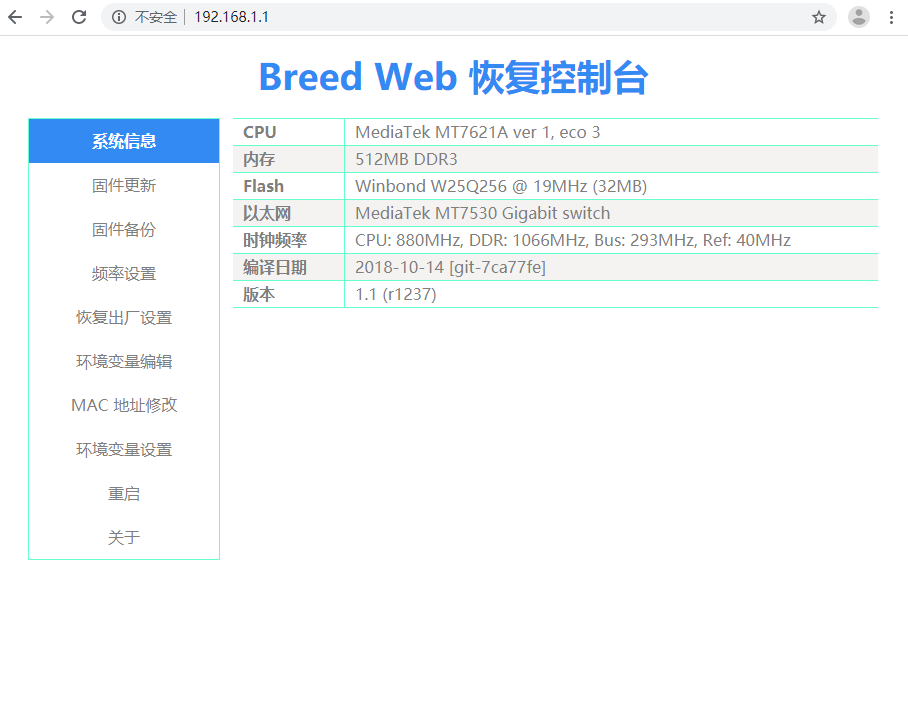 不安全 192.168.1.1
Breed Web 恢复控制台
系统信息
固件更新
固件备份
频率设置
恢复出厂设置
环境变量编辑
MAC 地址修改
环境变量设置
重启
关于
CPU MediaTek MT7621A ver 1, eco 3
内存 512MB DDR3
Flash Winbond W25Q256 @ 19MHz (32MB)
以太网 MediaTek MT7530 Gigabit switch
时钟频率 CPU: 880MHz, DDR: 1066MHz, Bus: 293MHz, Ref: 40MHz
编译日期 2018-10-14 [git-7ca77fe]
版本 1.1 (r1237)